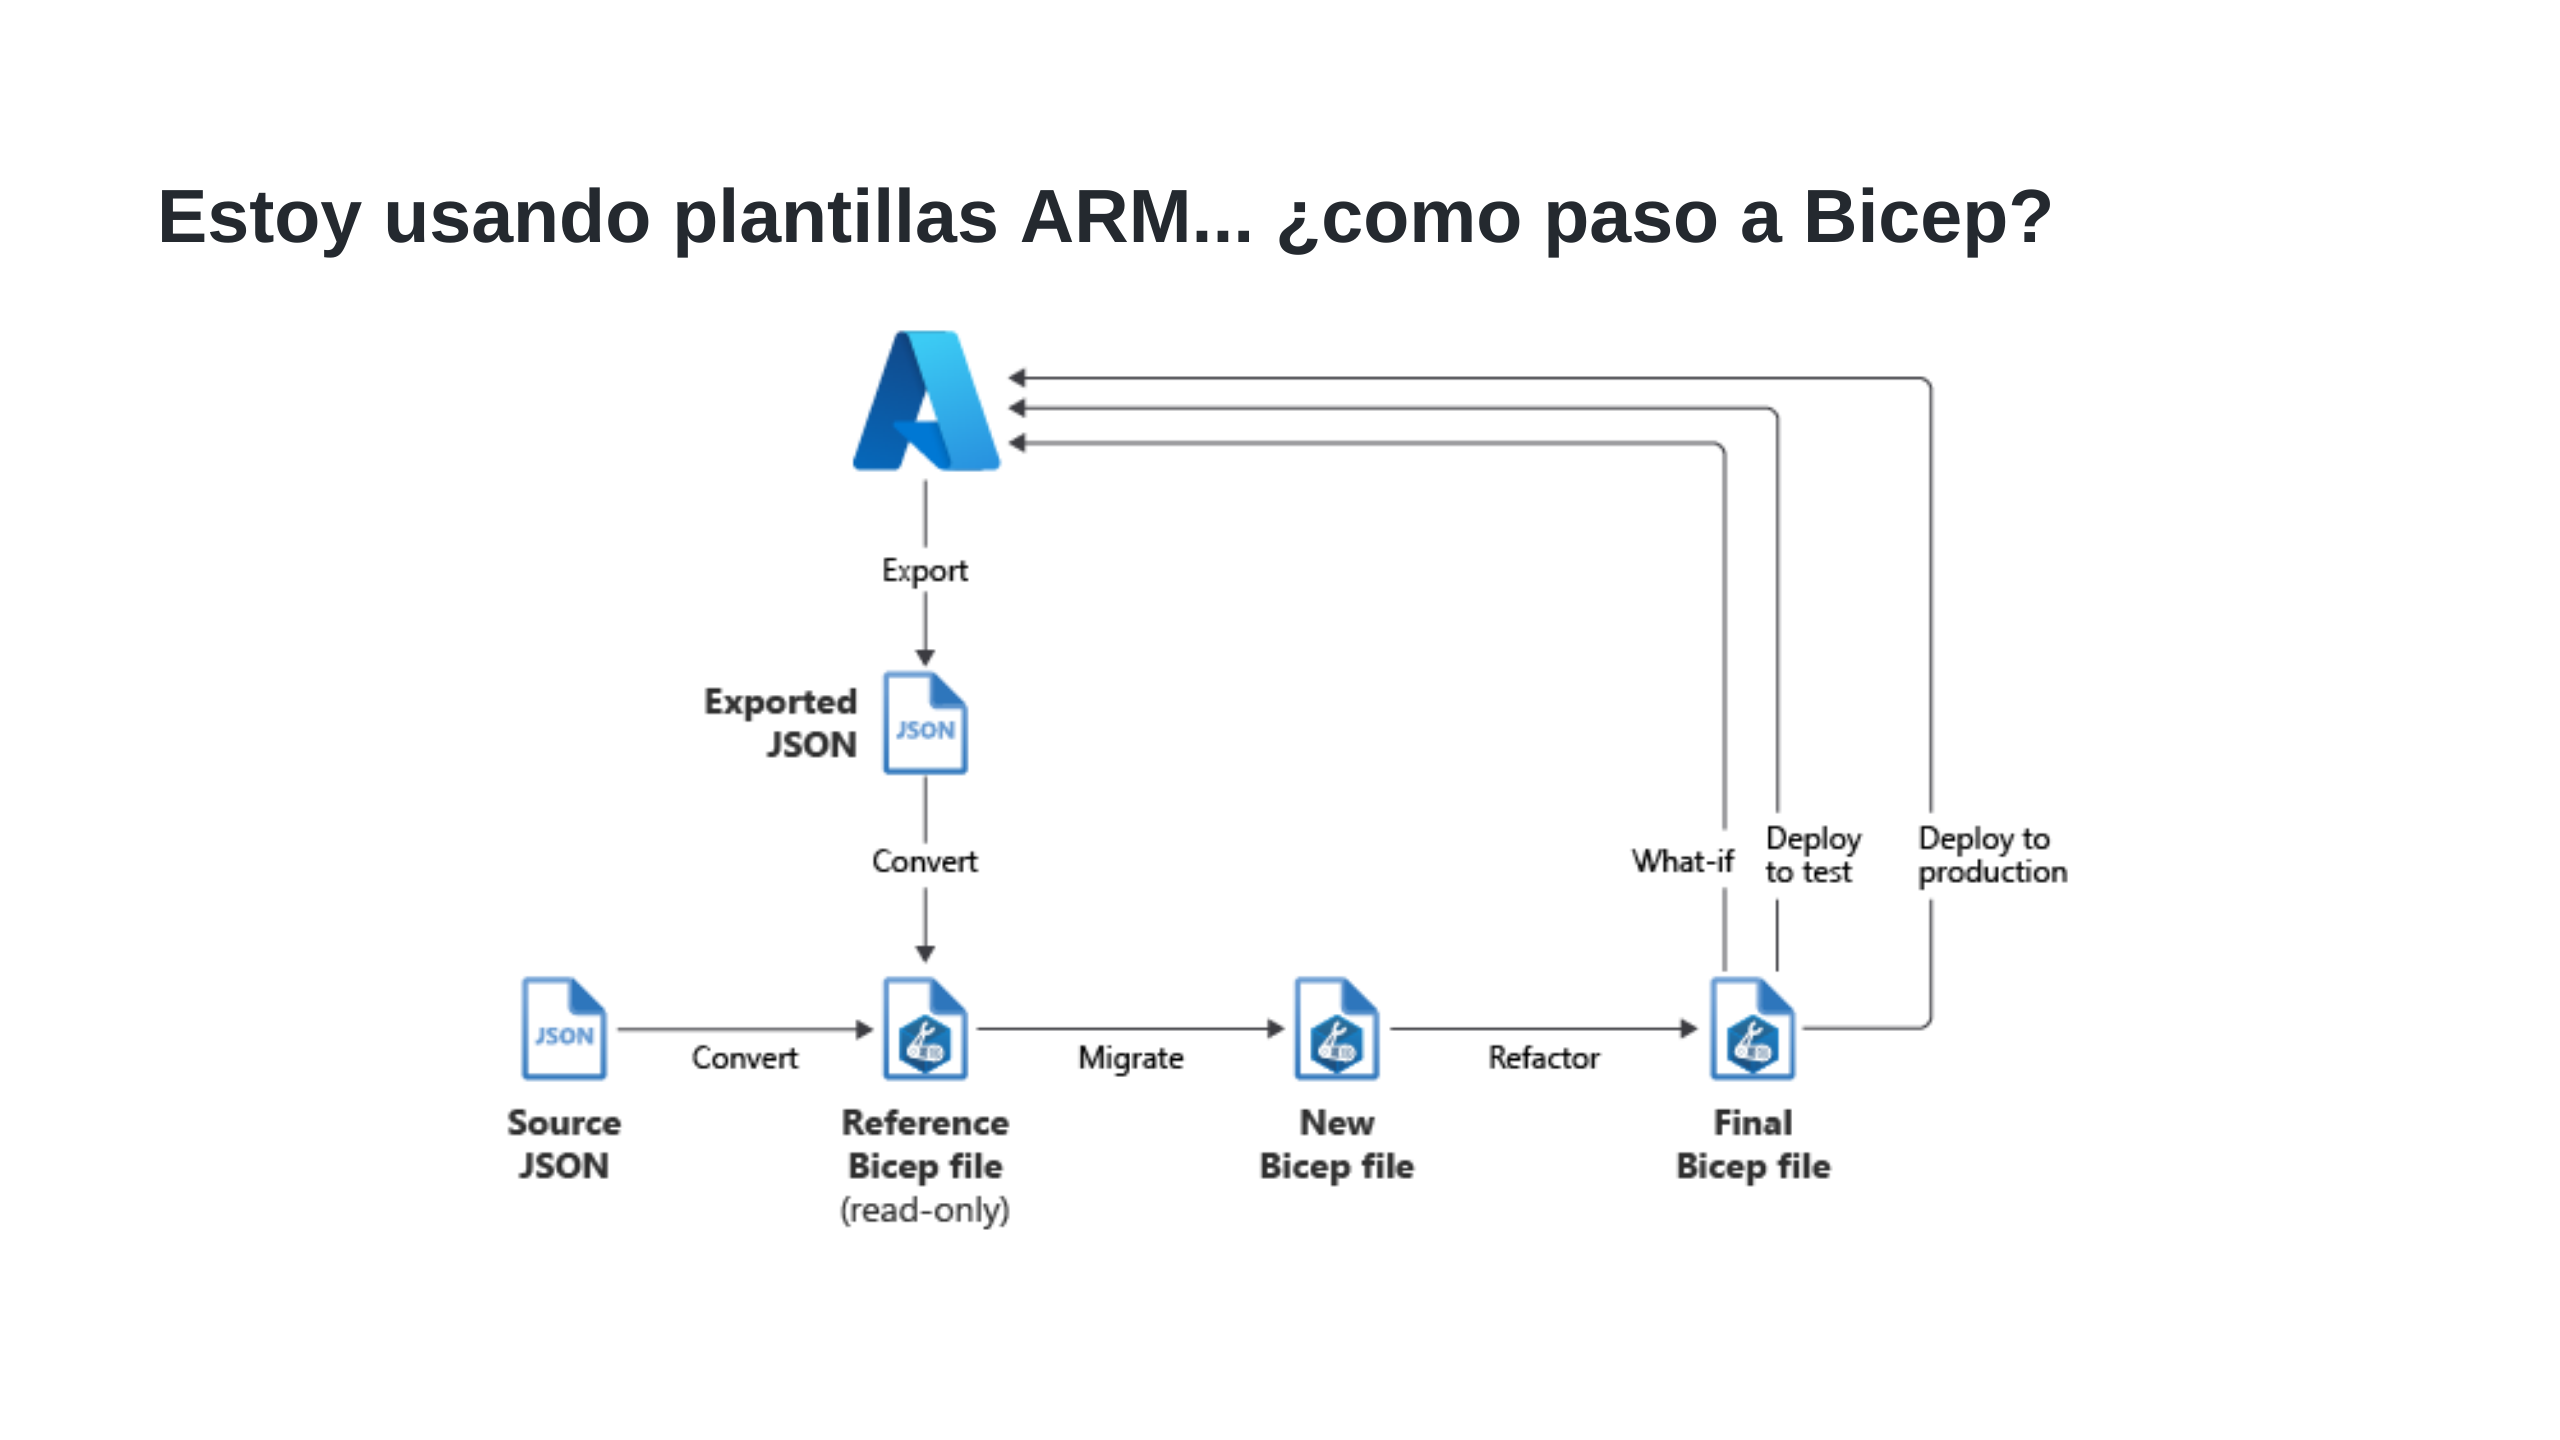 Estoy usando plantillas ARM... ¿como paso a Bicep?
Export
Exported
JSON
JSON
Convert
What-if
Deploy
to test
Deploy to
production
JSON
Convert
Migrate
Refactor
Source
JSON
Reference
Bicep file
(read-only)
New
Bicep file
Final
Bicep file